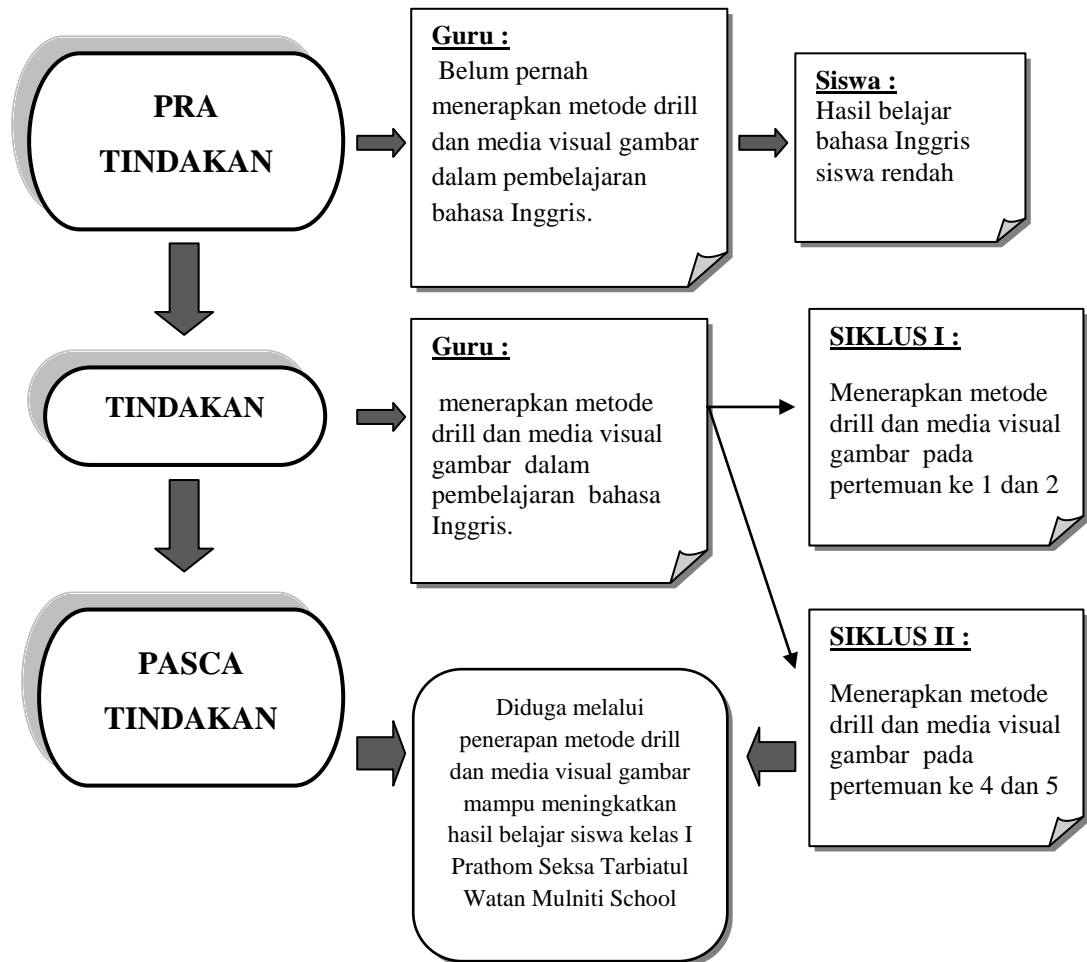 PRA
TINDAKAN
Guru :
Belum pernah
menerapkan metode drill
dan media visual gambar
dalam pembelajaran
bahasa Inggris.
Siswa :
Hasil belajar
bahasa Inggris
siswa rendah
TINDAKAN
Guru :
menerapkan metode
drill dan media visual
gambar dalam
pembelajaran bahasa
Inggris.
SIKLUS I :
Menerapkan metode
drill dan media visual
gambar pada
pertemuan ke 1 dan 2
PASCA
TINDAKAN
Diduga melalui
penerapan metode drill
dan media visual gambar
mampu meningkatkan
hasil belajar siswa kelas I
Prathom Seksa Tarbiatul
Watan Mulniti School
SIKLUS II :
Menerapkan metode
drill dan media visual
gambar pada
pertemuan ke 4 dan 5